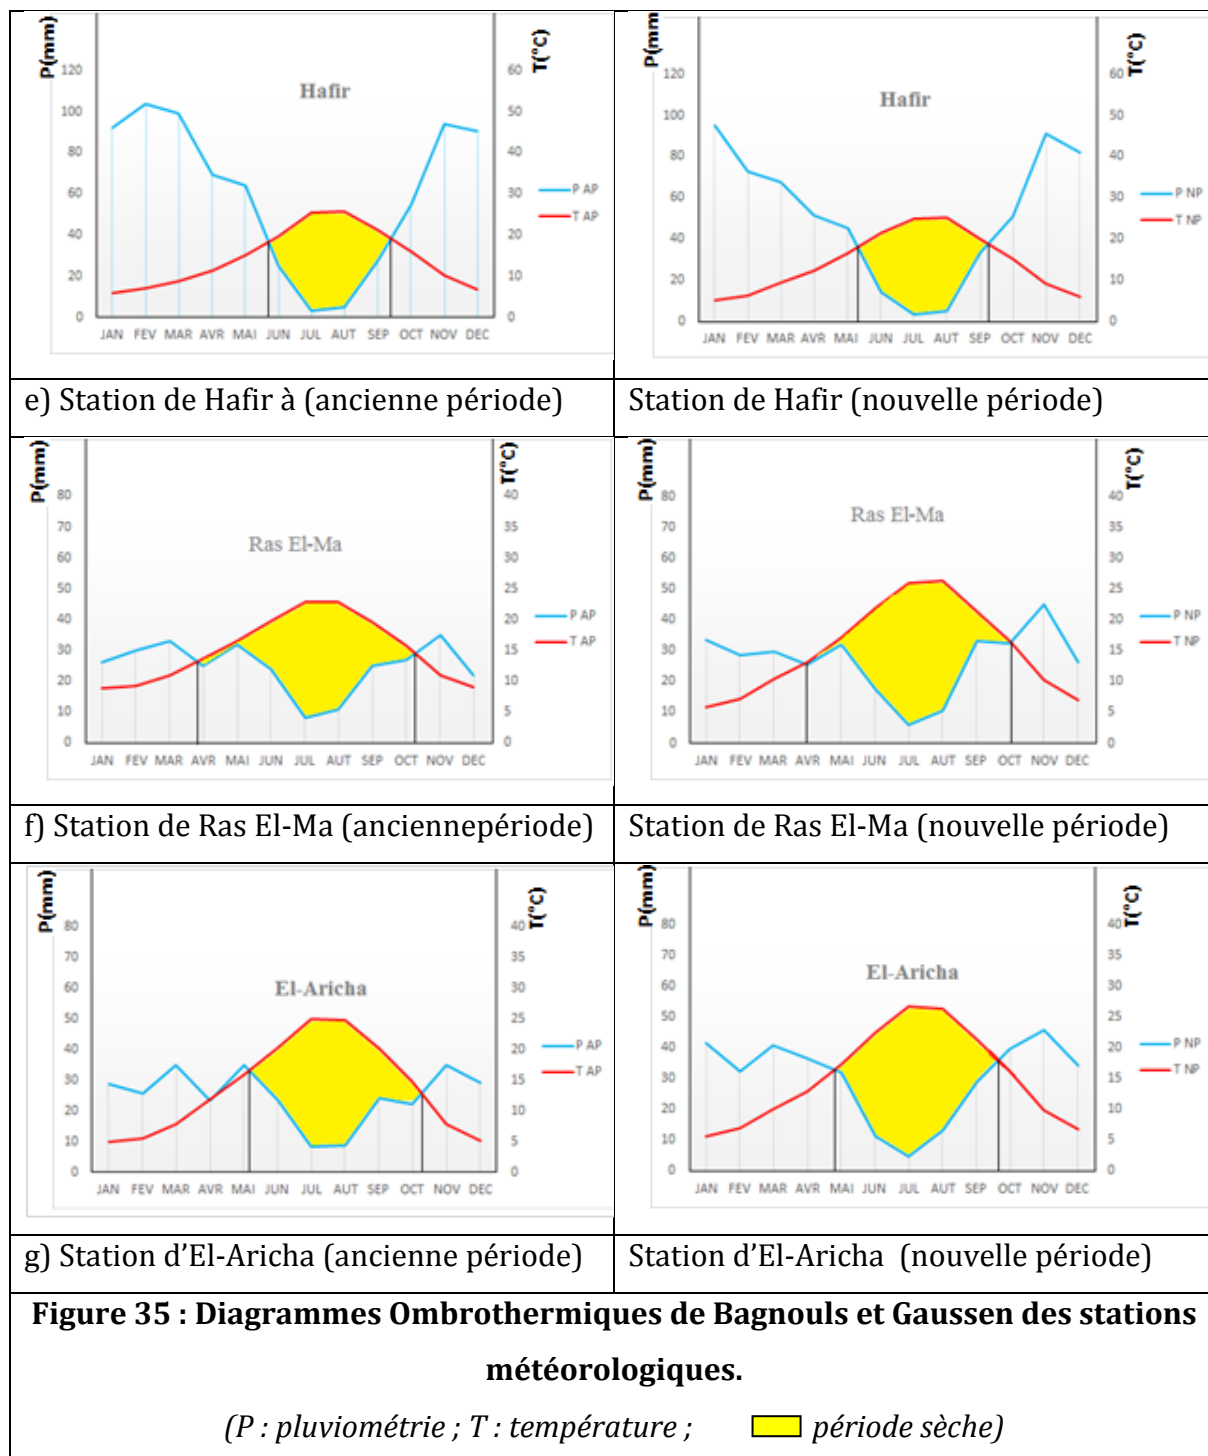 P(mm)
T(°C)
Hafir
120
100
80
60
40
20
0
60
50
40
30
20
10
0
P AP
T AP
JAN FEV MAR AVR MAI JUN JUL AUT SEP OCT NOV DEC
P(mm)
T(°C)
Hafir
120
100
80
60
40
20
0
60
50
40
30
20
10
0
P NP
T NP
JAN FEV MAR AVR MAI JUN JUL AUT SEP OCT NOV DEC
e) Station de Hafir à (ancienne période)
Station de Hafir (nouvelle période)
P(mm)
T(°C)
Ras El-Ma
80
70
60
50
40
30
20
10
0
40
35
30
25
20
15
10
5
0
P AP
T AP
JAN FEV MAR AVR MAI JUN JUL AUT SEP OCT NOV DEC
P(mm)
T(°C)
Ras El-Ma
80
70
60
50
40
30
20
10
0
40
35
30
25
20
15
10
5
0
P NP
T NP
JAN FEV MAR AVR MAI JUN JUL AUT SEP OCT NOV DEC
f) Station de Ras El-Ma (anciennepériode)
Station de Ras El-Ma (nouvelle période)
P(mm)
T(°C)
El-Aricha
80
70
60
50
40
30
20
10
0
40
35
30
25
20
15
10
5
0
P AP
T AP
JAN FEV MAR AVR MAI JUN JUL AUT SEP OCT NOV DEC
P(mm)
T(°C)
El-Aricha
80
70
60
50
40
30
20
10
0
40
35
30
25
20
15
10
5
0
P NP
T NP
JAN FEV MAR AVR MAI JUN JUL AUT SEP OCT NOV DEC
g) Station d’El-Aricha (ancienne période)
Station d’El-Aricha (nouvelle période)
Figure 35 : Diagrammes Ombrothermiques de Bagnouls et Gaussen des stations
météorologiques.
(P : pluviométrie ; T : température ; période sèche)